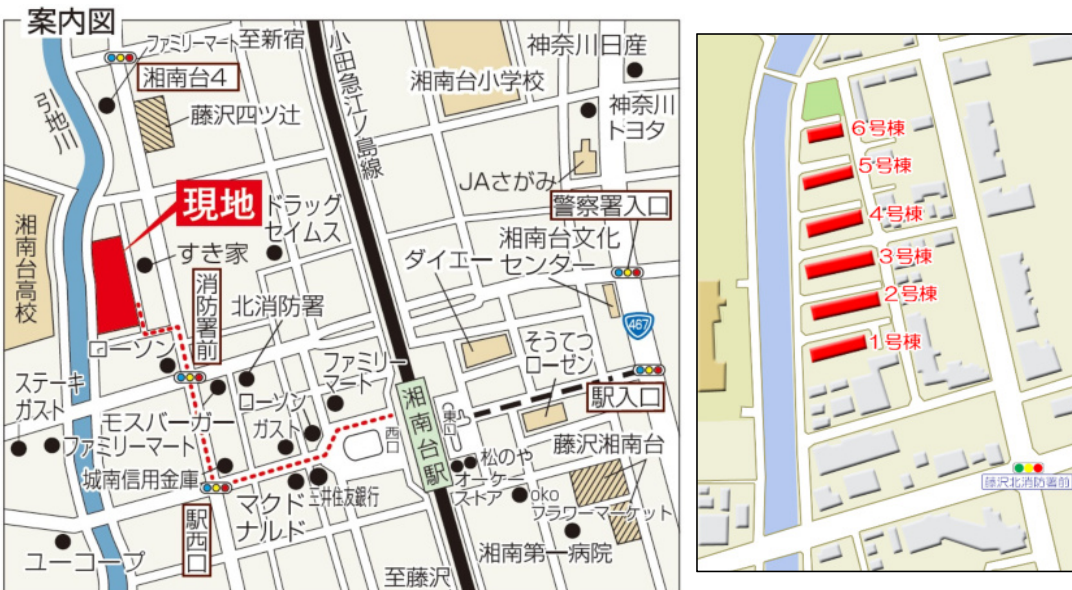 案内図
ファミリーマート
至新宿
湘南台4
引地川
藤沢四ツ辻
小田急江ノ島線
湘南台小学校
神奈川日産
神奈川
トヨタ
JAさがみ
警察署入口
現地
ドラッグ
セイムス
すき家
湘南台高校
消防署前
北消防署
ダイエー
湘南台文化
センター
467
ローソン
ファミリー
マート
そうてつ
ローゼン
駅入口
ステーキ
ガスト
モスバーガー
ローソン
ガスト
西口
湘南台駅
東口
ファミリーマート
城南信用金庫
松のや
オーケー
ストア
藤沢湘南台
駅西口
マクド
ナルド
三井住友銀行
oko
フラワーマーケット
ユーコープ
湘南第一病院
至藤沢
6号棟
5号棟
4号棟
3号棟
2号棟
1号棟
藤沢北消防署前